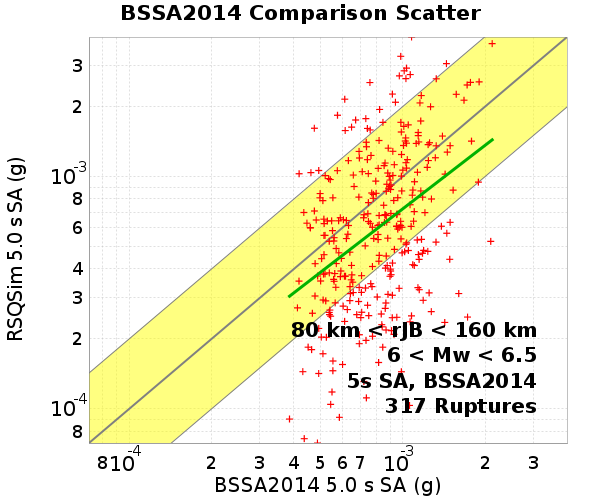 BSSA2014 Comparison Scatter
RSQSim 5.0 s SA (g)
3
2
10-3
8
6
4
3
2
10-4
8
80 km < rJB < 160 km
6 < Mw < 6.5
5s SA, BSSA2014
317 Ruptures
8 10-4 2 3 4 5 6 7 10-3 2 3
BSSA2014 5.0 s SA (g)